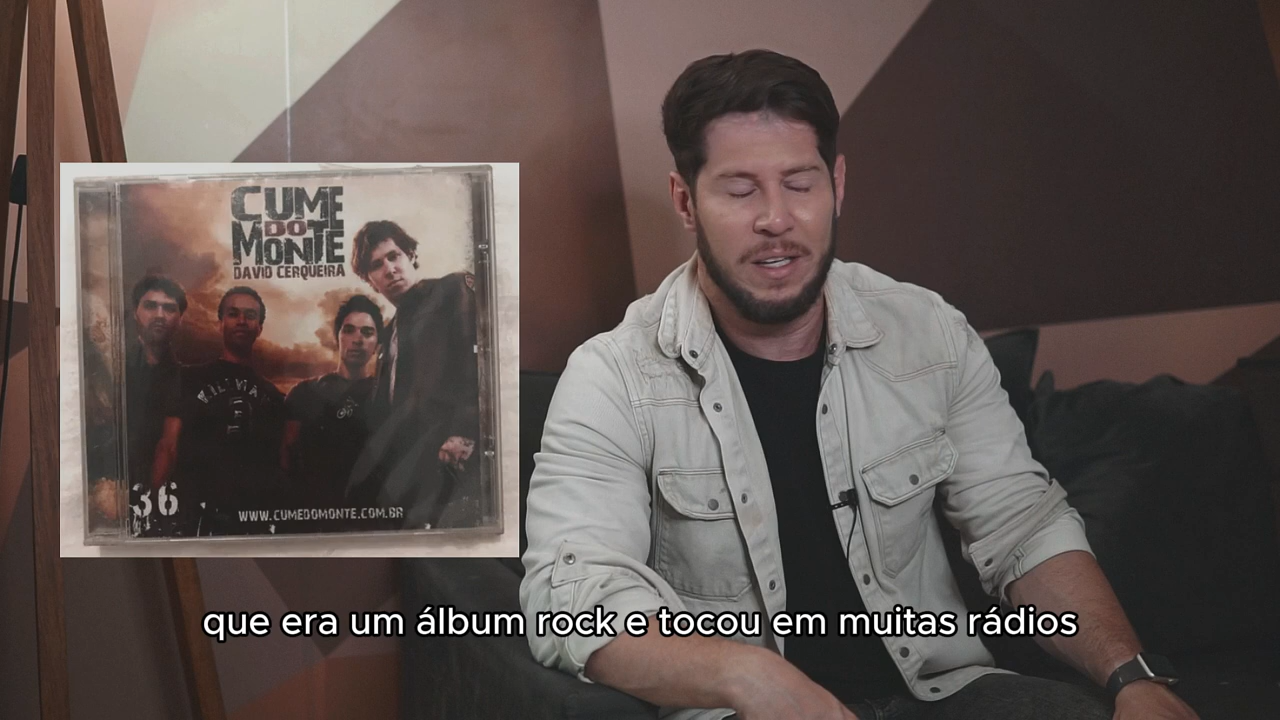 CUME
DO
MONTE
DAVID CERQUEIRA
36
WWW.CUMEDOMONTE.COM.BR
que era um álbum rock e tocou em muitas rádios